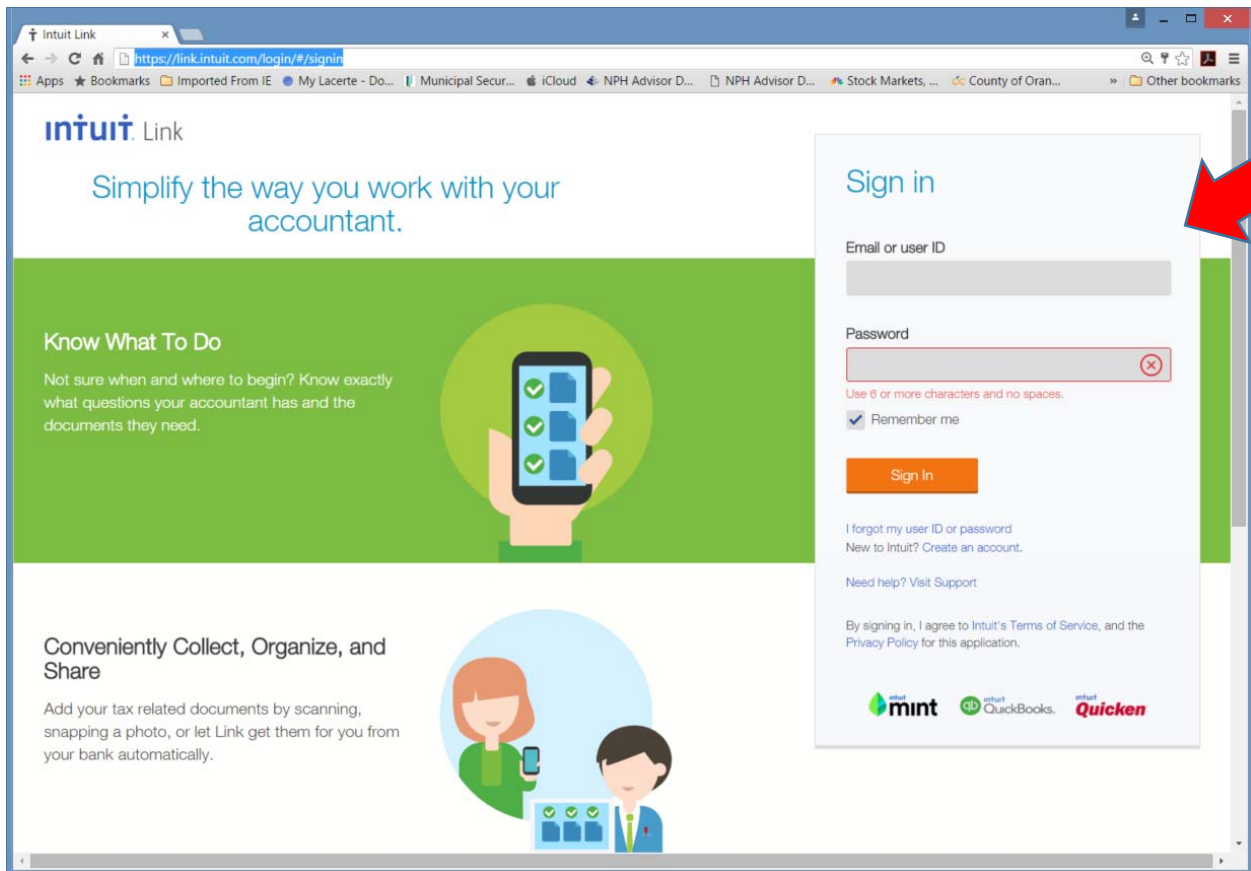 Intuit Link
https://link.intuit.com/login/#/signin
Apps Bookmarks Imported From IE My Lacerte - Do... Municipal Secur... iCloud NPH Advisor D... NPH Advisor D... Stock Markets, ... County of Oran... » Other bookmarks
intuit Link
Simplify the way you work with your
accountant.
Know What To Do
Not sure when and where to begin? Know exactly
what questions your accountant has and the
documents they need.
Conveniently Collect, Organize, and
Share
Add your tax related documents by scanning,
snapping a photo, or let Link get them for you from
your bank automatically.
Sign in
Email or user ID
Password
Use 6 or more characters and no spaces.
Remember me
Sign In
I forgot my user ID or password
New to Intuit? Create an account.
Need help? Visit Support
By signing in, I agree to Intuit's Terms of Service, and the
Privacy Policy for this application.
intuit mint qb intuit QuickBooks. intuit Quicken